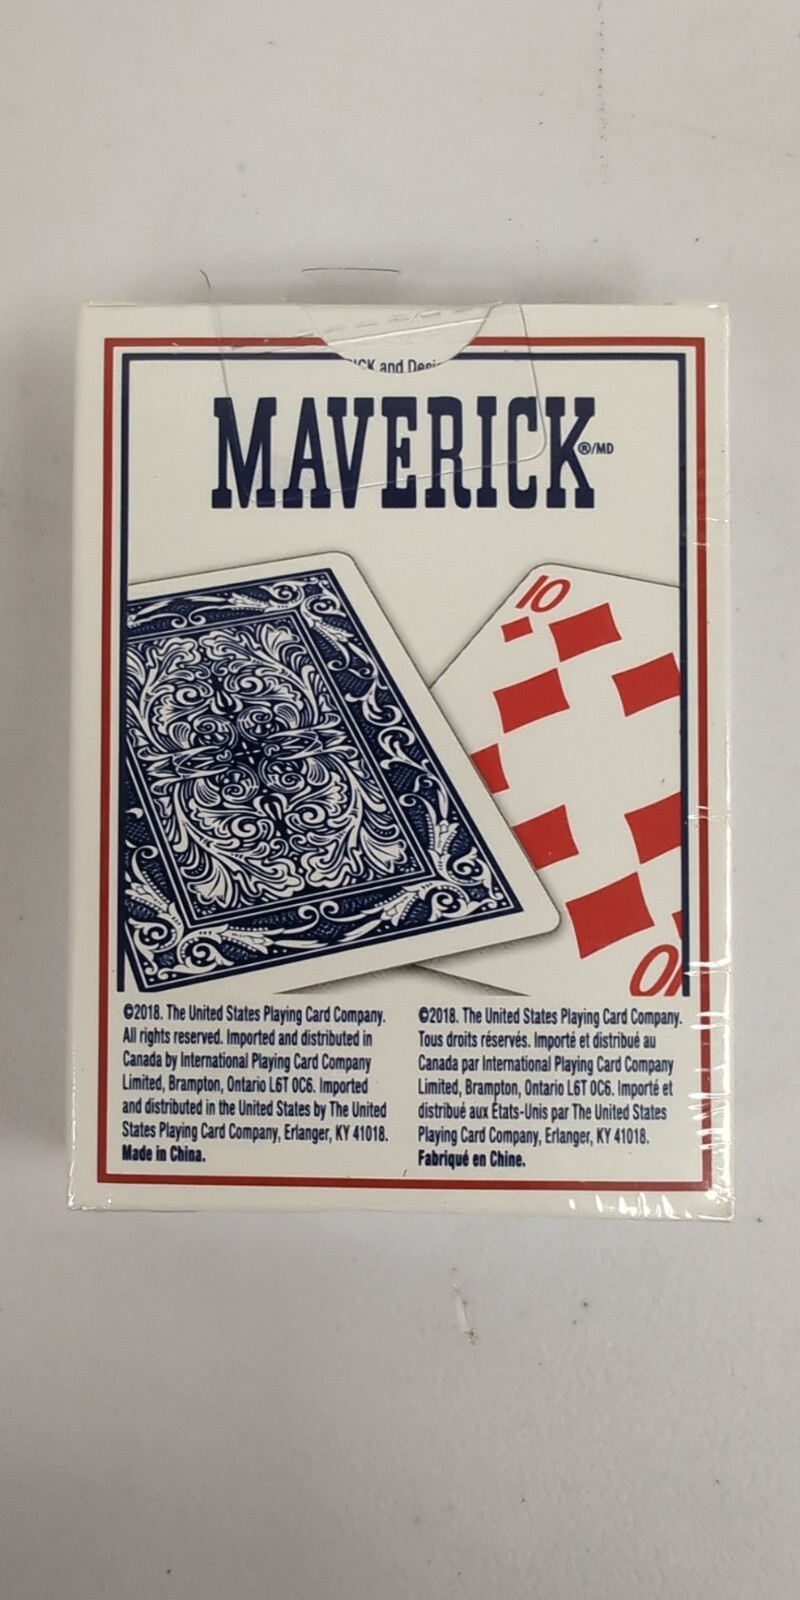 and
MAVERICK®/MD
10
10
©2018. The United States Playing Card Company.
All rights reserved. Imported and distributed in
Canada by International Playing Card Company
Limited, Brampton, Ontario L6T 0C6. Imported
and distributed in the United States by The United
States Playing Card Company, Erlanger, KY 41018.
Made in China.
©2018. The United States Playing Card Company.
Tous droits réservés. Importé et distribué au
Canada par International Playing Card Company
Limited, Brampton, Ontario L6T 0C6. Importé et
distribué aux États-Unis par The United States
Playing Card Company, Erlanger, KY 41018.
Fabriqué en Chine.